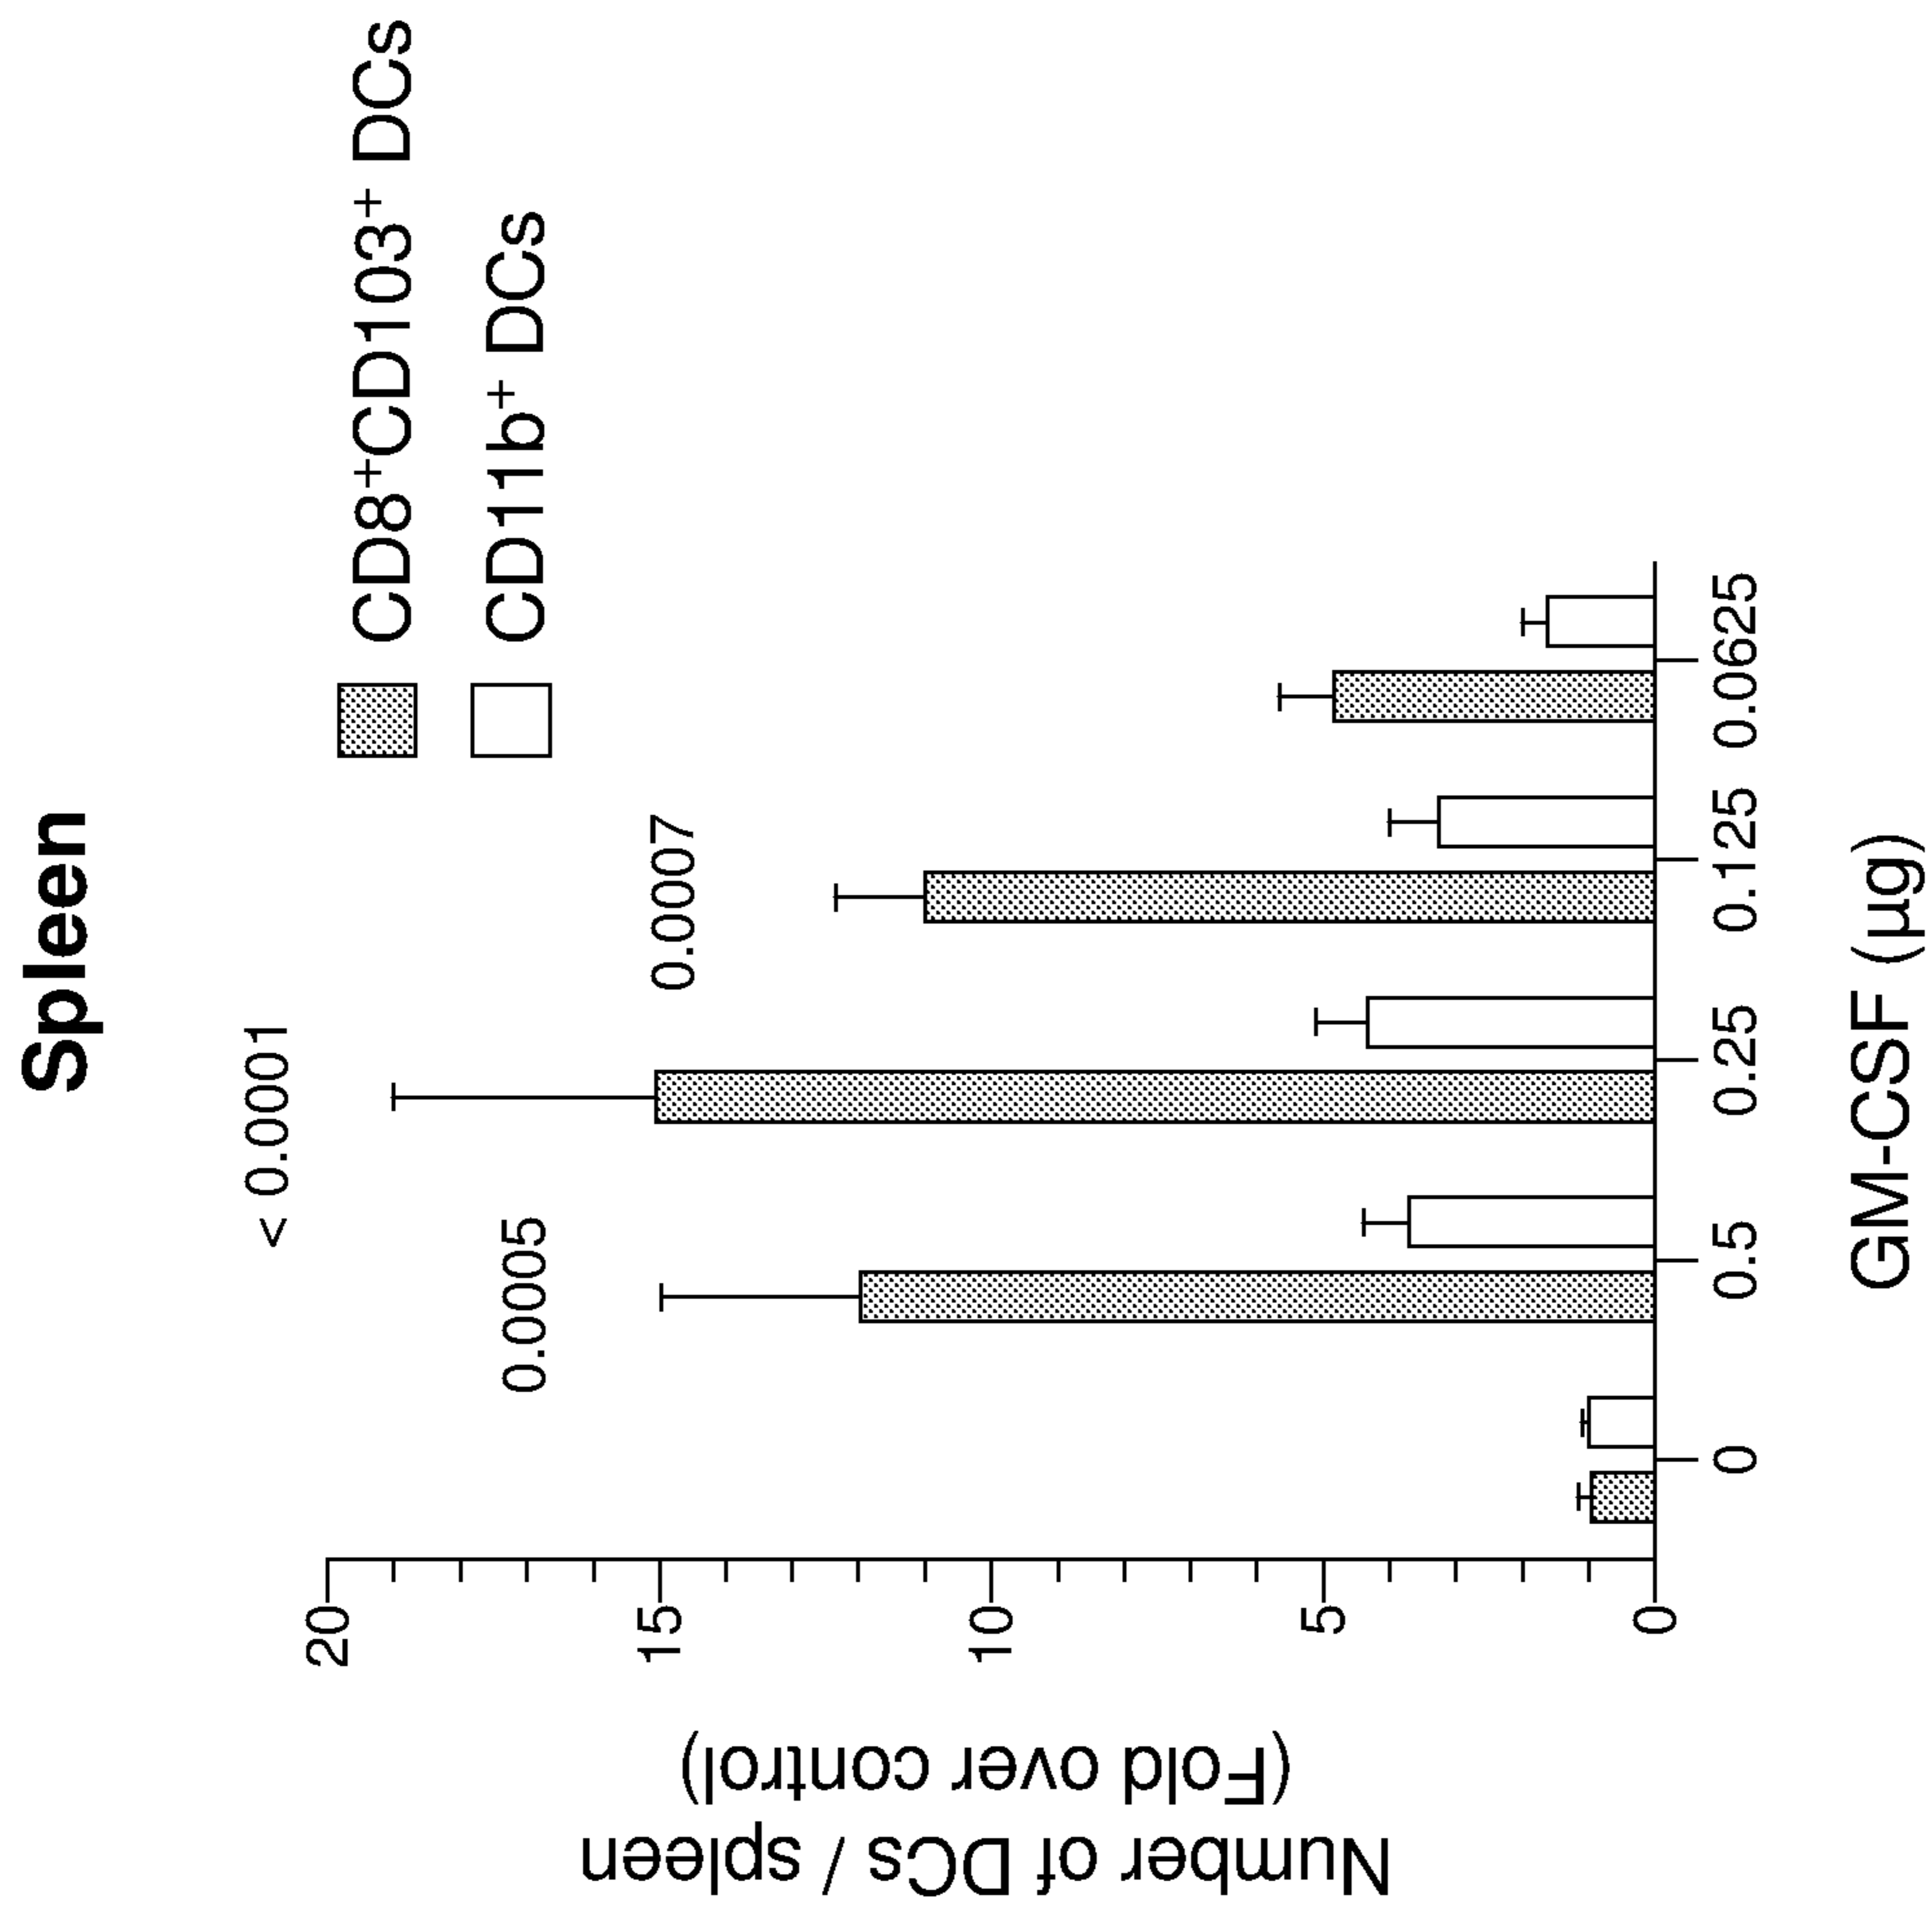 Spleen
CD8⁺CD103⁺ DCs
CD11b⁺ DCs
< 0.0001
0.0005
0.0007
20
15
10
5
0
Number of DCs / spleen
(Fold over control)
0
0.5
0.25
0.125
0.0625
GM-CSF (µg)